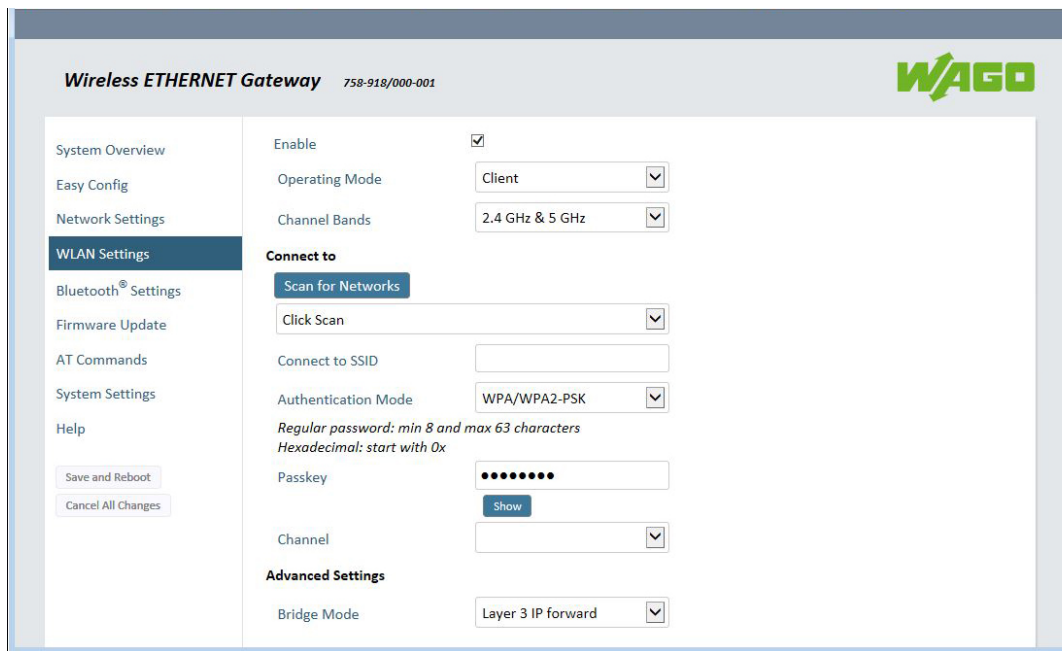 Wireless ETHERNET Gateway 758-918/000-001
WAGO
System Overview
Easy Config
Network Settings
WLAN Settings
Bluetooth® Settings
Firmware Update
AT Commands
System Settings
Help
Save and Reboot
Cancel All Changes
Enable
Operating Mode Client
Channel Bands 2.4 GHz & 5 GHz
Connect to
Scan for Networks
Click Scan
Connect to SSID
Authentication Mode WPA/WPA2-PSK
Regular password: min 8 and max 63 characters
Hexadecimal: start with 0x
Passkey ●●●●●●●●
Show
Channel
Advanced Settings
Bridge Mode Layer 3 IP forward